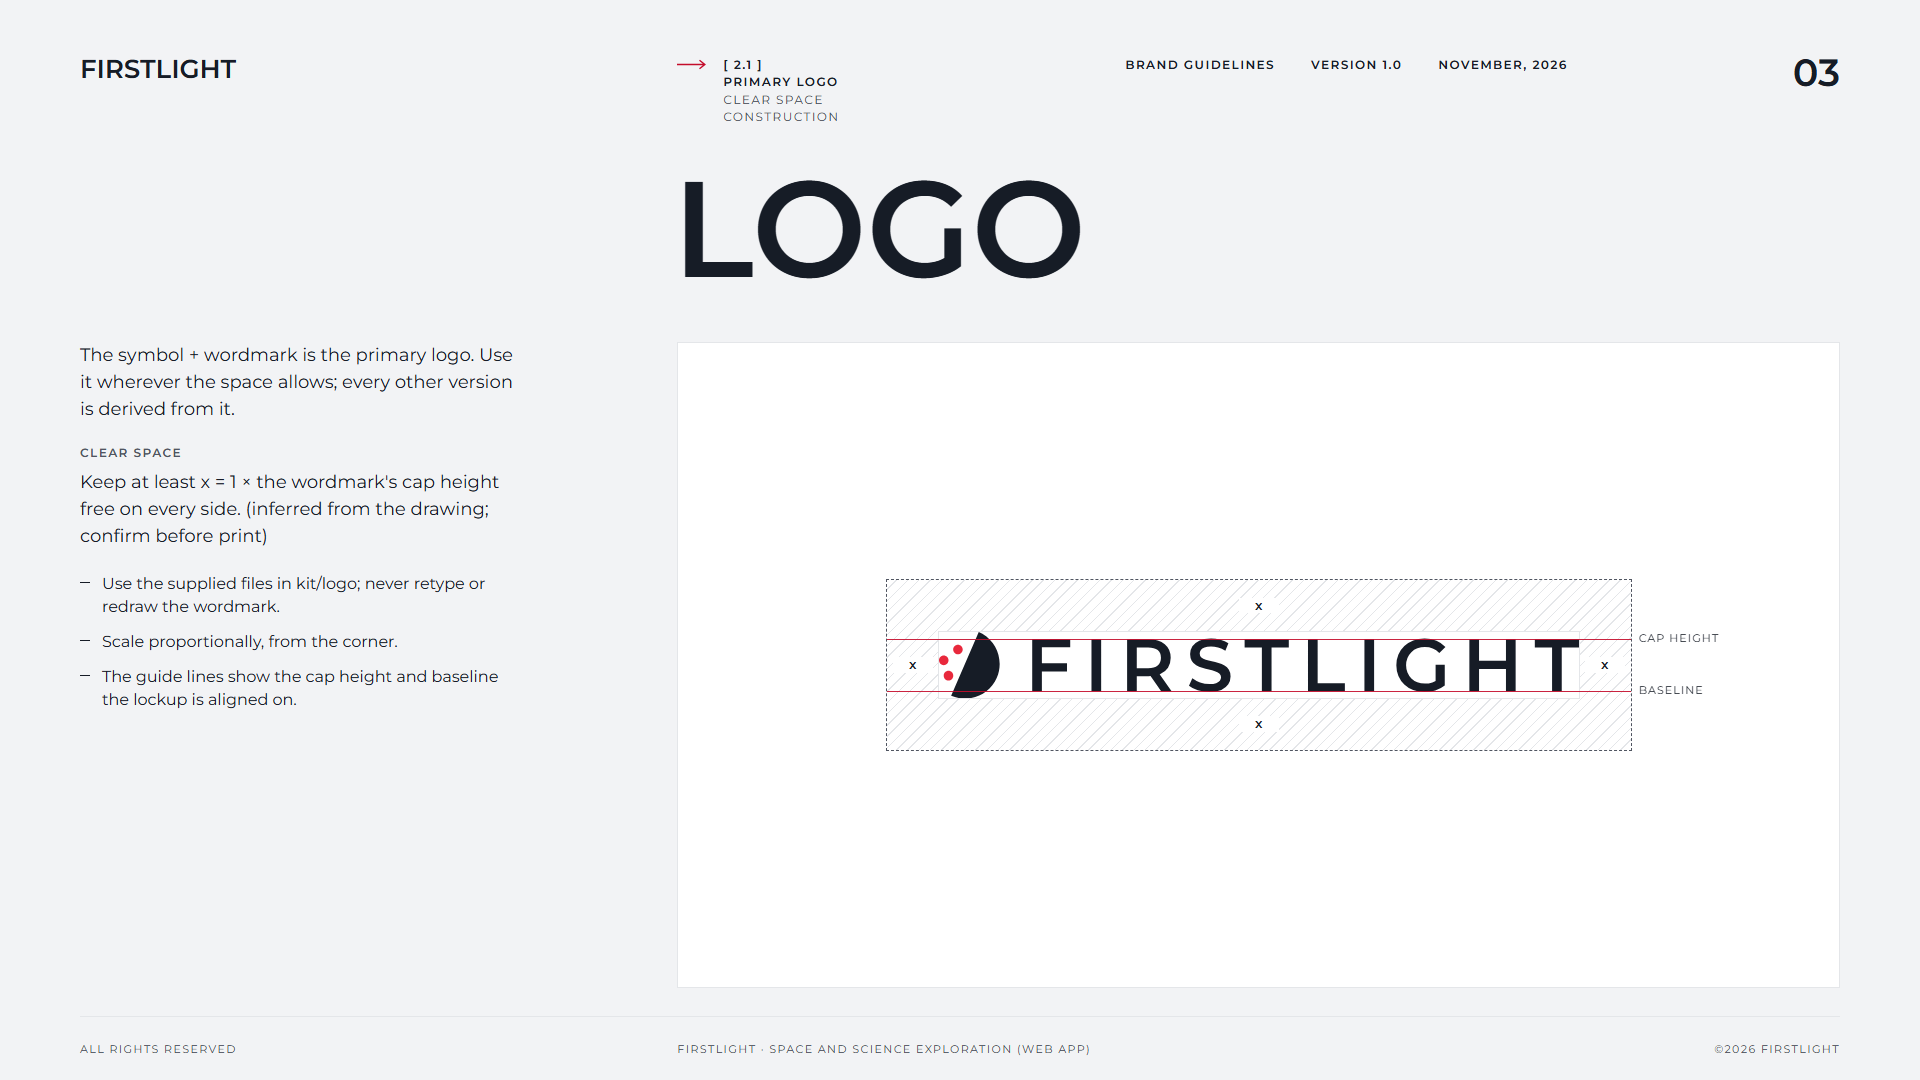 FIRSTLIGHT
[ 2.1 ]
PRIMARY LOGO
CLEAR SPACE
CONSTRUCTION
BRAND GUIDELINES
VERSION 1.0
NOVEMBER, 2026
03
LOGO
The symbol + wordmark is the primary logo. Use
it wherever the space allows; every other version
is derived from it.
CLEAR SPACE
Keep at least x = 1 × the wordmark's cap height
free on every side. (inferred from the drawing;
confirm before print)
— Use the supplied files in kit/logo; never retype or
redraw the wordmark.
— Scale proportionally, from the corner.
— The guide lines show the cap height and baseline
the lockup is aligned on.
x
x
FIRSTLIGHT
x
x
CAP HEIGHT
BASELINE
ALL RIGHTS RESERVED
FIRSTLIGHT · SPACE AND SCIENCE EXPLORATION (WEB APP)
©2026 FIRSTLIGHT